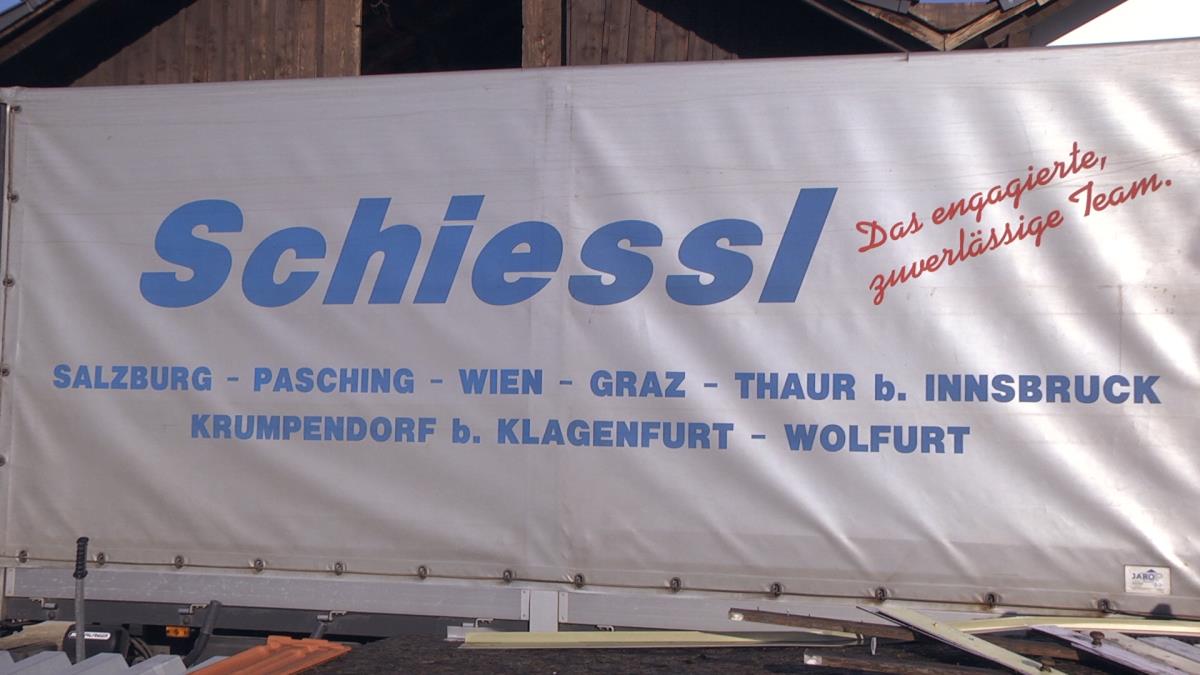 Schiessl
Das engagierte,
zuverlässige Team.
SALZBURG - PASCHING - WIEN - GRAZ - THAUR b. INNSBRUCK
KRUMPENDORF b. KLAGENFURT - WOLFURT
JARO